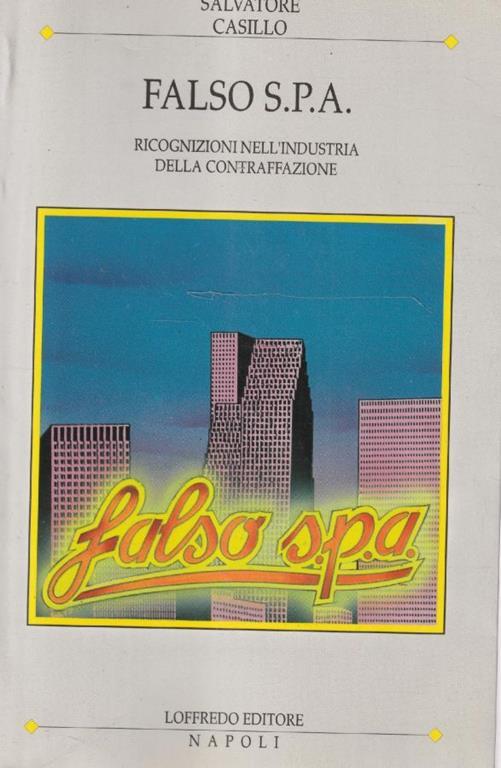 SALVATORE
CASILLO
FALSO S.P.A.
RICOGNIZIONI NELL'INDUSTRIA
DELLA CONTRAFFAZIONE
falso s.p.a.
LOFFREDO EDITORE
NAPOLI